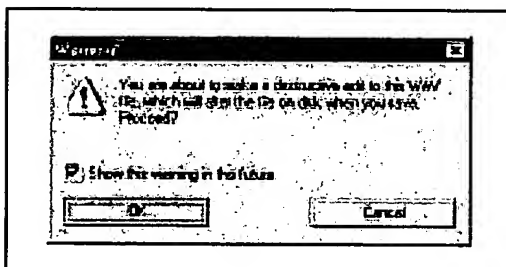 Warning
You are about to make a destructive edit to this WAV
file, which will alter the file on disk when you save.
Proceed?
Show this warning in the future
OK
Cancel